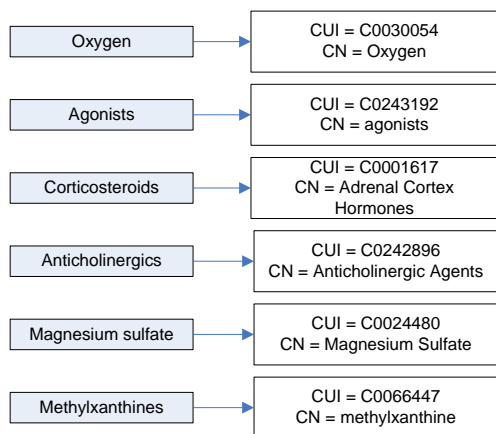 Oxygen
CUI = C0030054
CN = Oxygen
Agonists
CUI = C0243192
CN = agonists
Corticosteroids
CUI = C0001617
CN = Adrenal Cortex
Hormones
Anticholinergics
CUI = C0242896
CN = Anticholinergic Agents
Magnesium sulfate
CUI = C0024480
CN = Magnesium Sulfate
Methylxanthines
CUI = C0066447
CN = methylxanthine